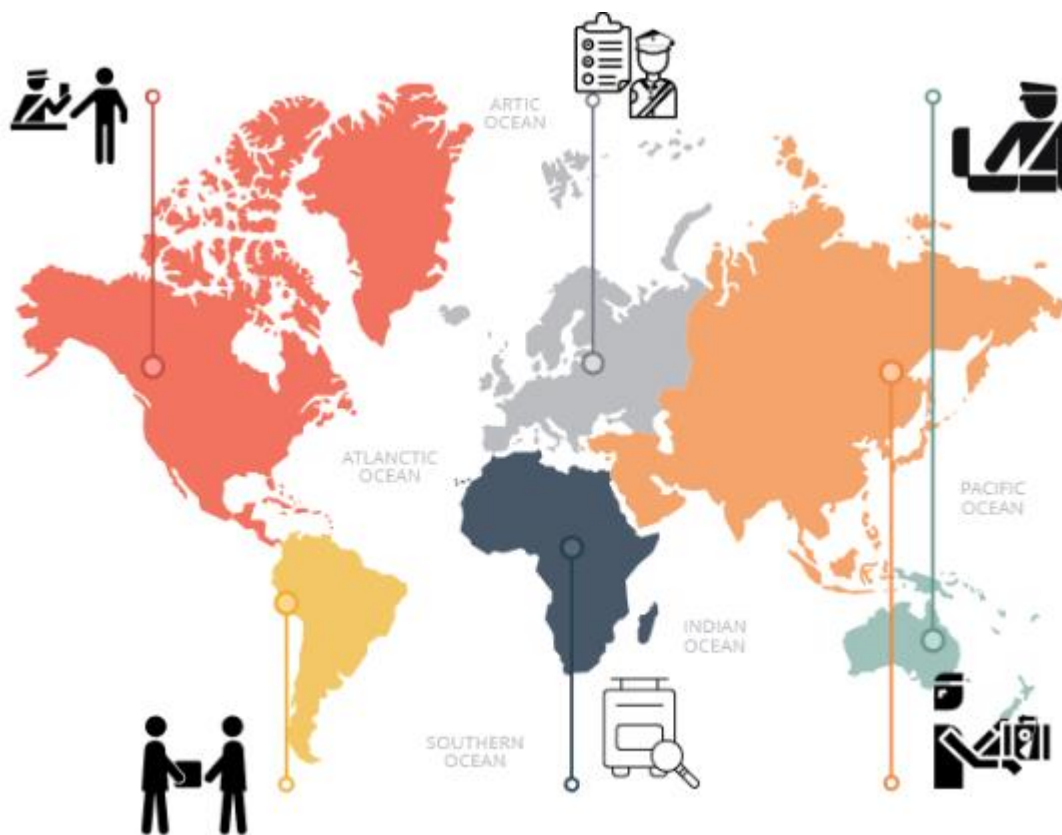 ARTIC
OCEAN
ATLANCTIC
OCEAN
PACIFIC
OCEAN
INDIAN
OCEAN
SOUTHERN
OCEAN